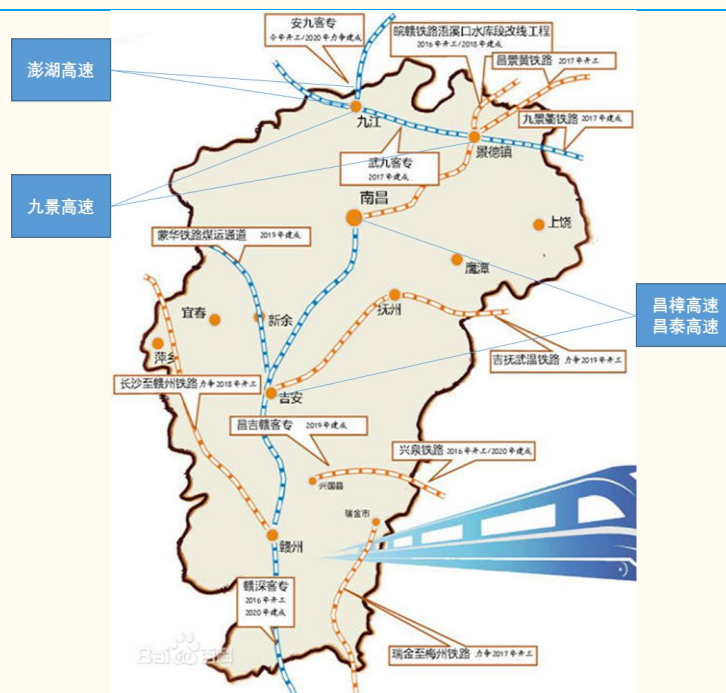 安九客专
今年开工/2020年力争建成
皖赣铁路浯溪口水库段改线工程
2016年开工/2018年建成
昌景黄铁路 2017年开工
澎湖高速
九江
九景衢铁路 2017年建成
景德镇
武九客专
2017年建成
九景高速
南昌
上饶
蒙华铁路煤运通道 2019年建成
鹰潭
昌樟高速
昌泰高速
宜春
新余
抚州
萍乡
吉抚武温铁路 力争2019年开工
长沙至赣州铁路 力争2018年开工
吉安
昌吉赣客专 2019年建成
兴泉铁路 2016年开工/2020年建成
兴国县
瑞金市
赣州
赣深客专
2016年开工
2020年建成
瑞金至梅州铁路 力争2017年开工
Baidu百图